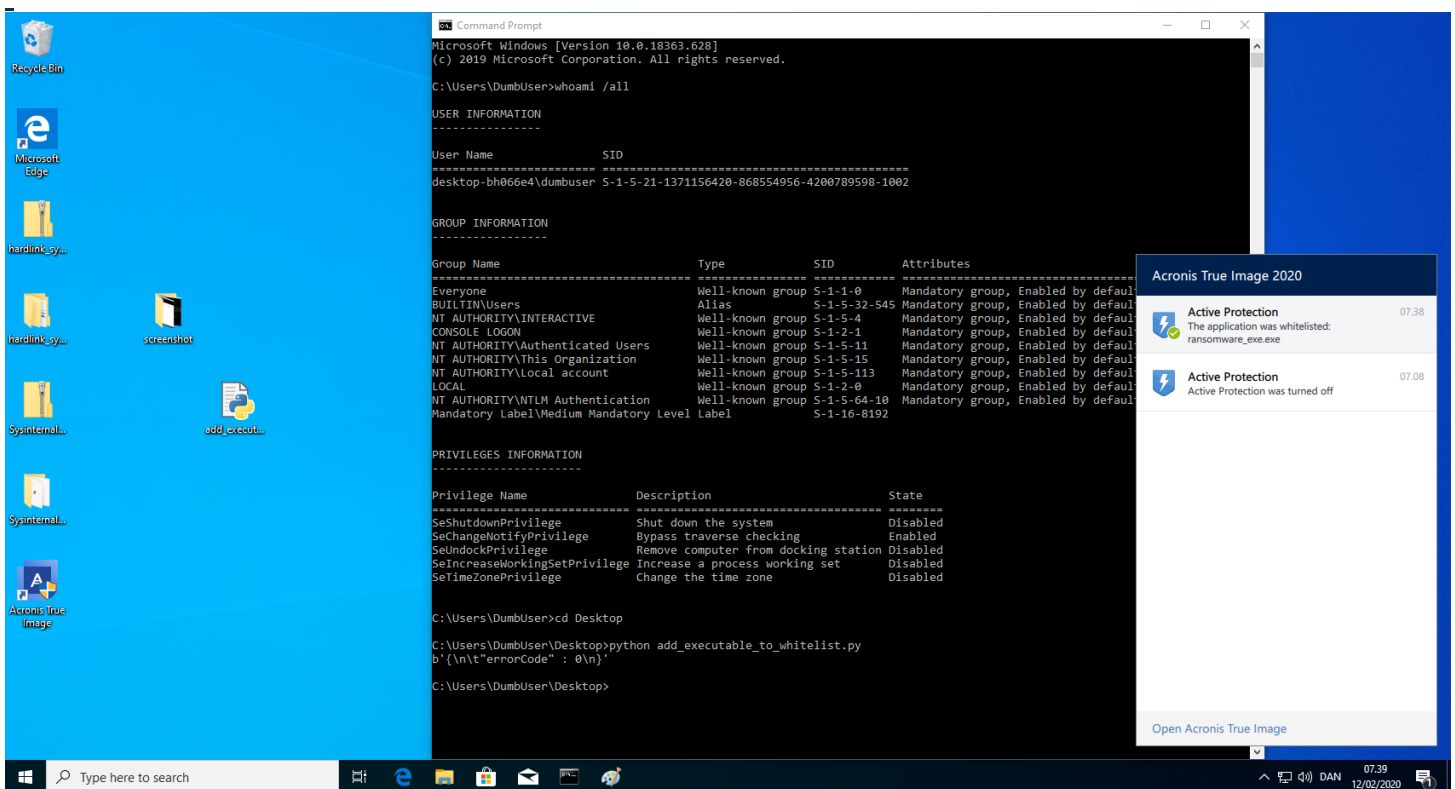 Recycle Bin
Microsoft
Edge
hardlink_sy...
hardlink_sy...
screenshot
Sysinternal...
add_execut...
Sysinternal...
Acronis True
Image
Command Prompt
Microsoft Windows [Version 10.0.18363.628]
(c) 2019 Microsoft Corporation. All rights reserved.
C:\Users\DumbUser>whoami /all
USER INFORMATION
----------------
User Name SID
========================== ==============================================
desktop-bh066e4\dumbuser S-1-5-21-1371156420-868554956-4200789598-1002
GROUP INFORMATION
-----------------
Group Name Type SID Attributes
Everyone Well-known group S-1-1-0 Mandatory group, Enabled by defaul
BUILTIN\Users Alias S-1-5-32-545 Mandatory group, Enabled by defaul
NT AUTHORITY\INTERACTIVE Well-known group S-1-5-4 Mandatory group, Enabled by defaul
CONSOLE LOGON Well-known group S-1-2-1 Mandatory group, Enabled by defaul
NT AUTHORITY\Authenticated Users Well-known group S-1-5-11 Mandatory group, Enabled by defaul
NT AUTHORITY\This Organization Well-known group S-1-5-15 Mandatory group, Enabled by defaul
NT AUTHORITY\Local account Well-known group S-1-5-113 Mandatory group, Enabled by defaul
LOCAL Well-known group S-1-2-0 Mandatory group, Enabled by defaul
NT AUTHORITY\NTLM Authentication Well-known group S-1-5-64-10 Mandatory group, Enabled by defaul
Mandatory Label\Medium Mandatory Level Label S-1-16-8192
PRIVILEGES INFORMATION
----------------------
Privilege Name Description State
SeShutdownPrivilege Shut down the system Disabled
SeChangeNotifyPrivilege Bypass traverse checking Enabled
SeUndockPrivilege Remove computer from docking station Disabled
SeIncreaseWorkingSetPrivilege Increase a process working set Disabled
SeTimeZonePrivilege Change the time zone Disabled
C:\Users\DumbUser>cd Desktop
C:\Users\DumbUser\Desktop>python add_executable_to_whitelist.py
b'{\n\t"errorCode" : 0\n}'
C:\Users\DumbUser\Desktop>
Acronis True Image 2020
Active Protection 07.38
The application was whitelisted:
ransomware_exe.exe
Active Protection 07.08
Active Protection was turned off
Open Acronis True Image
Type here to search
DAN
07.39
12/02/2020
1